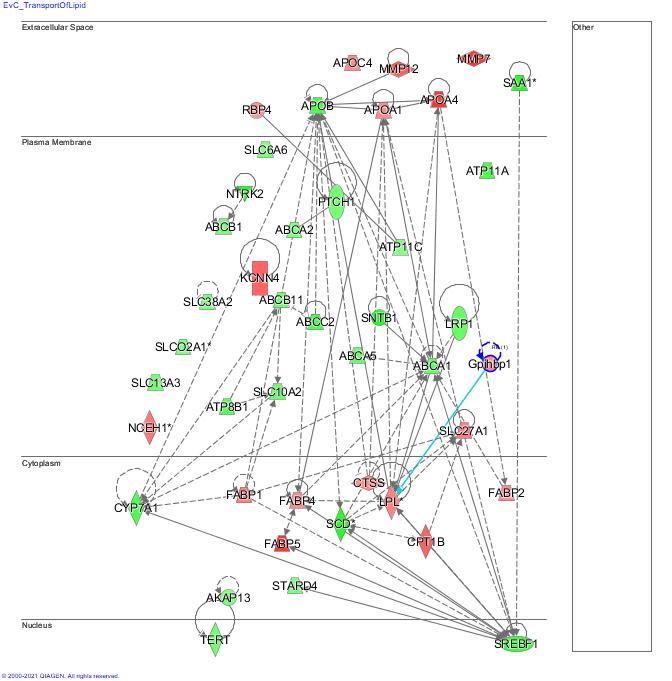 EvC_TransportOfLipid
Extracellular Space
Other
APOC4
MMP12
MMP7
SAA1*
RBP4
APOB
APOA1
APOA4
Plasma Membrane
SLC6A6
ATP11A
NTRK2
PTCH1
ABCB1
ABCA2
ATP11C
KCNN4
SLC38A2
ABCB11
ABCC2
SNTB1
LRP1
SLCO2A1*
ABCA5
ABCA1
Gpihbp1
SLC13A3
SLC10A2
ATP8B1
NCEH1*
SLC27A1
Cytoplasm
CYP7A1
FABP1
FABP4
CTSS
LPL*
FABP2
SCD*
FABP5
CPT1B
STARD4
AKAP13
Nucleus
TERT
SREBF1
© 2000-2021 QIAGEN. All rights reserved.